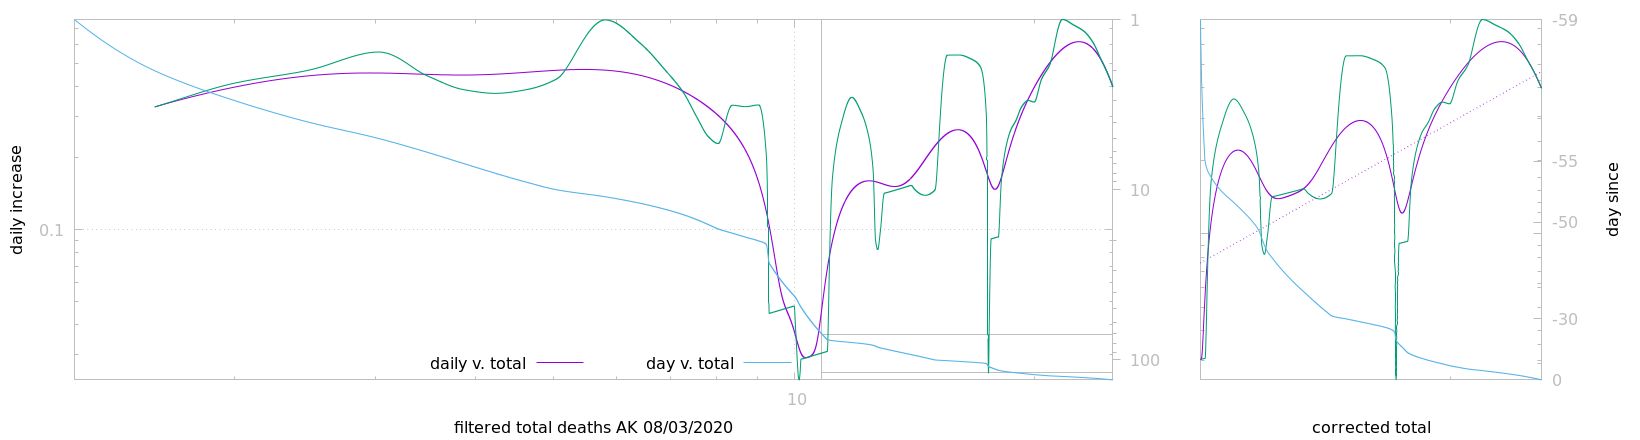 daily increase
0.1
daily v. total
day v. total
10
filtered total deaths AK 08/03/2020
1
10
100
-59
-55
-50
-30
0
day since
corrected total